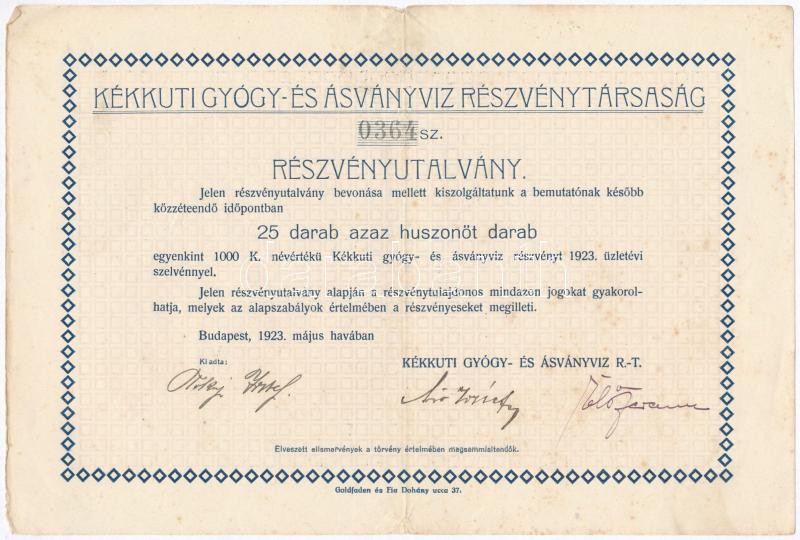 KÉKKUTI GYÓGY- ÉS ÁSVÁNYVIZ RÉSZVÉNYTÁRSASÁG
0364 SZ.
RÉSZVÉNYUTALVÁNY.
Jelen részvényutalvány bevonása mellett kiszolgáltatunk a bemutatónak később
közzéteendő időpontban
25 darab azaz huszonöt darab
egyenkint 1000 K. névértékü Kékkuti gyógy- és ásványviz részvényt 1923. üzletévi
szelvénnyel.
Jelen részvényutalvány alapján a részvénytulajdonos mindazon jogokat gyakorol-
hatja, melyek az alapszabályok értelmében a részvényeseket megilleti.
Budapest, 1923. május havában
Kiadta:
KÉKKUTI GYÓGY- ÉS ÁSVÁNYVIZ R.-T.
Elveszett elismervények a törvény értelmében megsemmisitendők.
Goldfaden és Fia Dohány ucca 37.